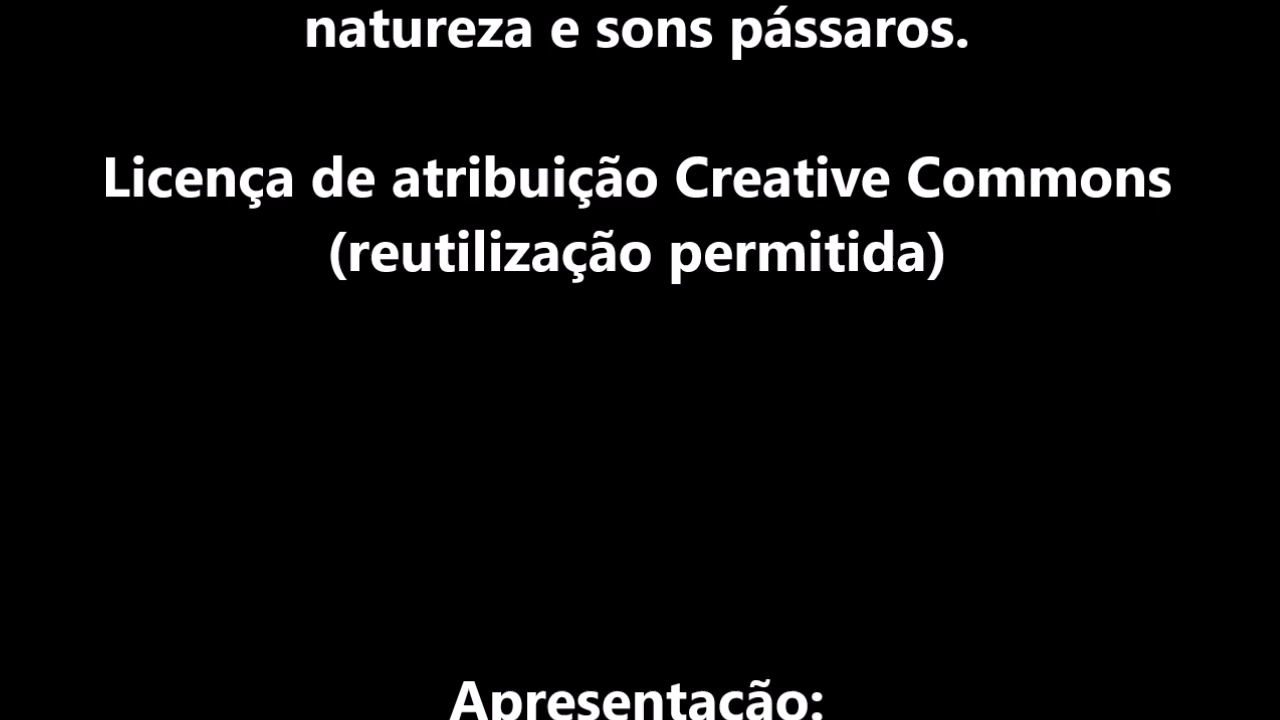 natureza e sons pássaros.
Licença de atribuição Creative Commons
(reutilização permitida)
Apresentação: